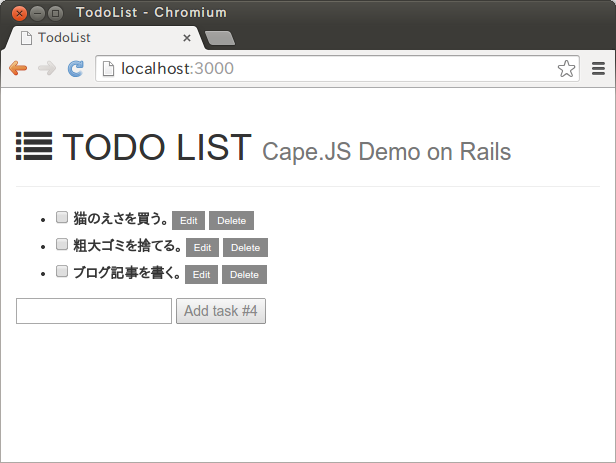 TodoList - Chromium
TodoList
localhost:3000
TODO LIST Cape.JS Demo on Rails
猫のえさを買う。 Edit Delete
粗大ゴミを捨てる。 Edit Delete
ブログ記事を書く。 Edit Delete
Add task #4